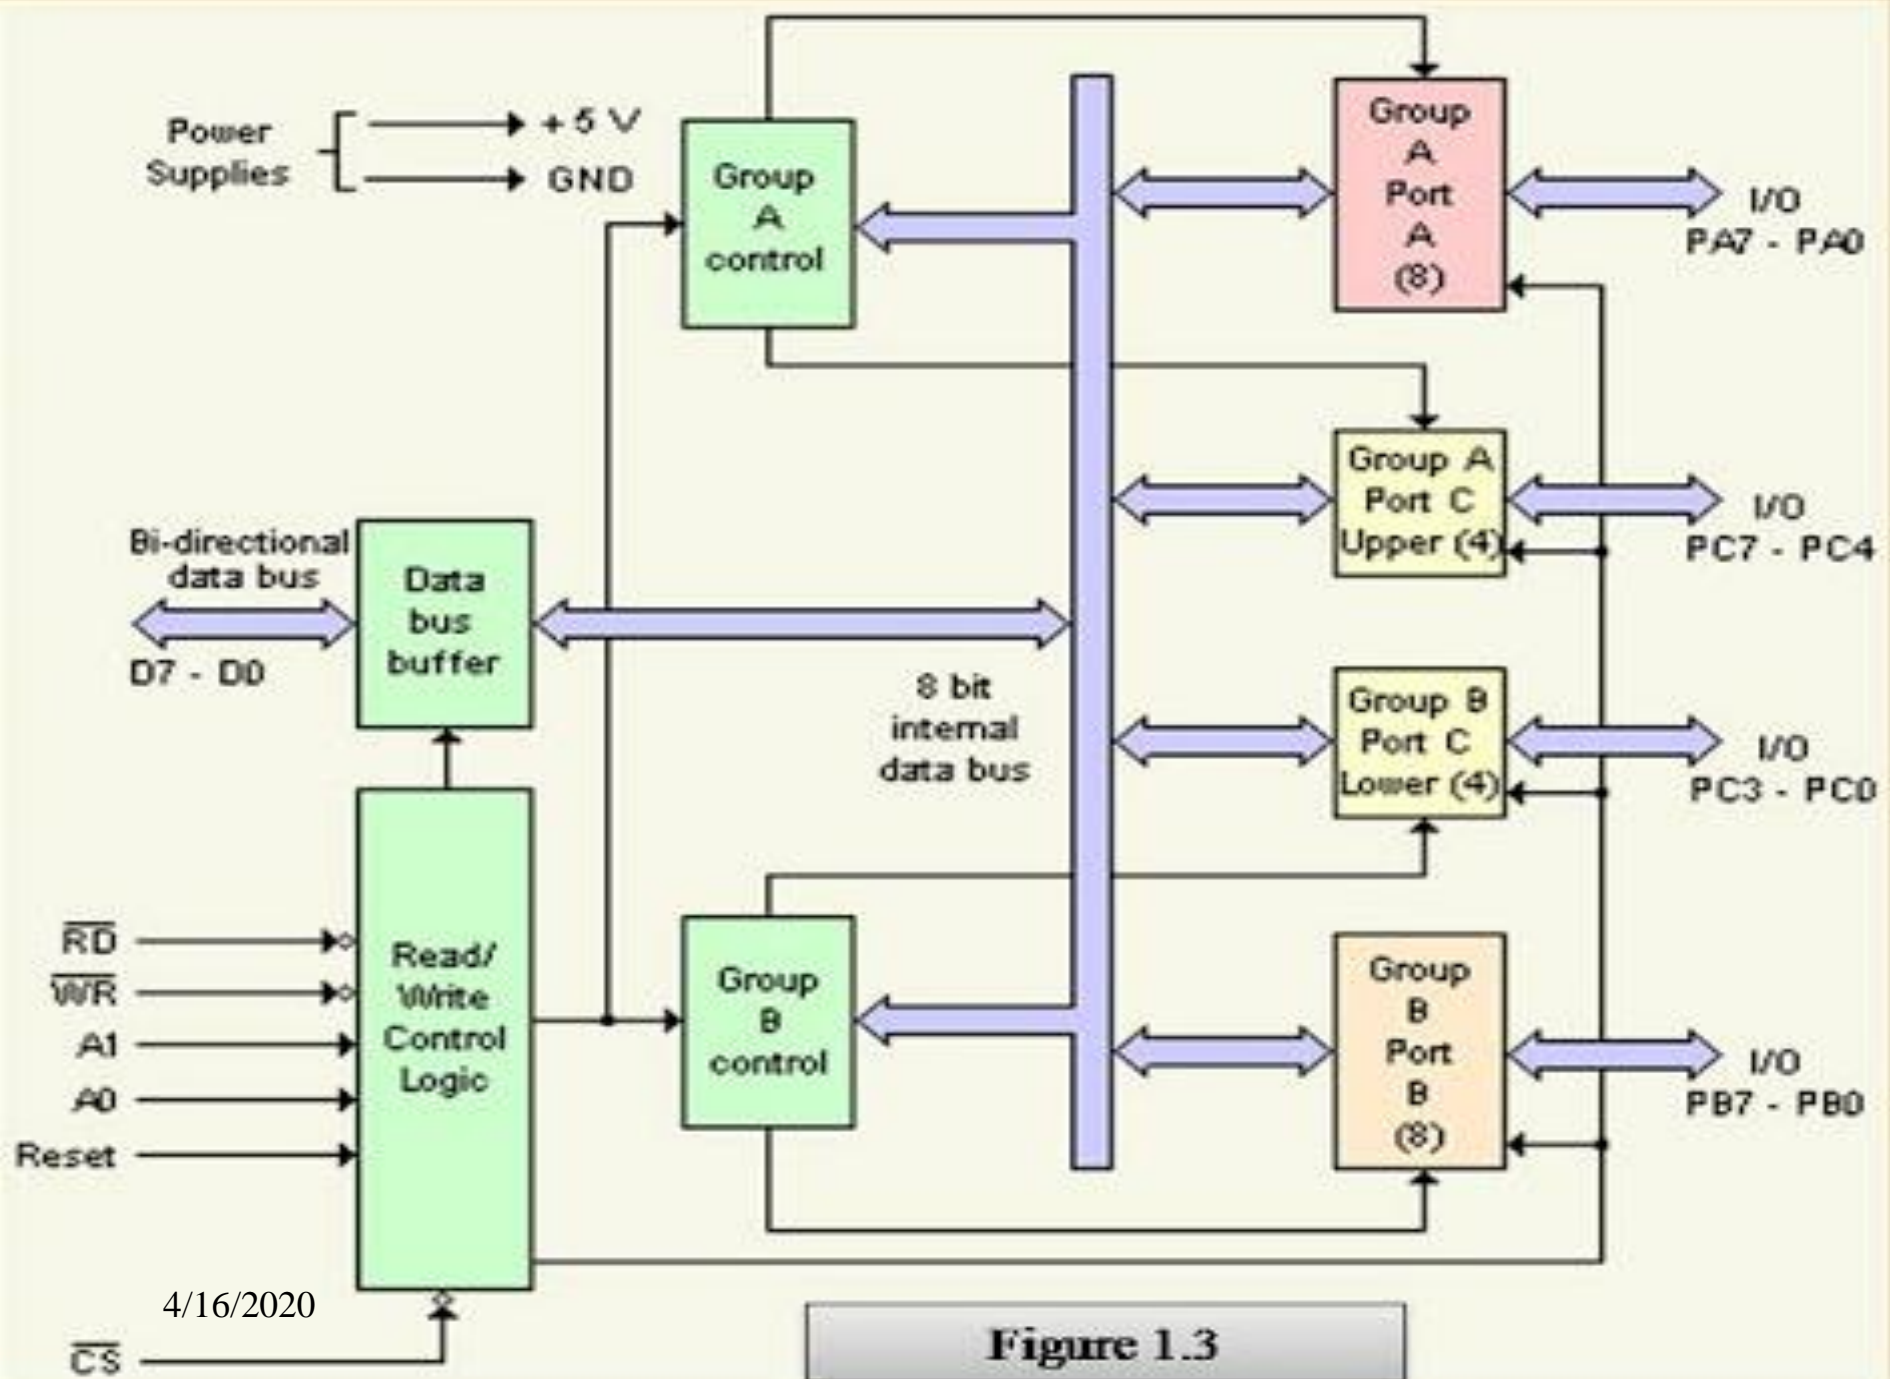 Power
Supplies
+ 5 V
GND
Group
A
control
Group
A
Port
A
(8)
I/O
PA7 - PA0
Group A
Port C
Upper (4)
I/O
PC7 - PC4
Bi-directional
data bus
D7 - D0
Data
bus
buffer
8 bit
internal
data bus
Group B
Port C
Lower (4)
I/O
PC3 - PC0
RD
WR
A1
A0
Reset
Read/
Write
Control
Logic
Group
B
control
Group
B
Port
B
(8)
I/O
PB7 - PB0
4/16/2020
CS
Figure 1.3